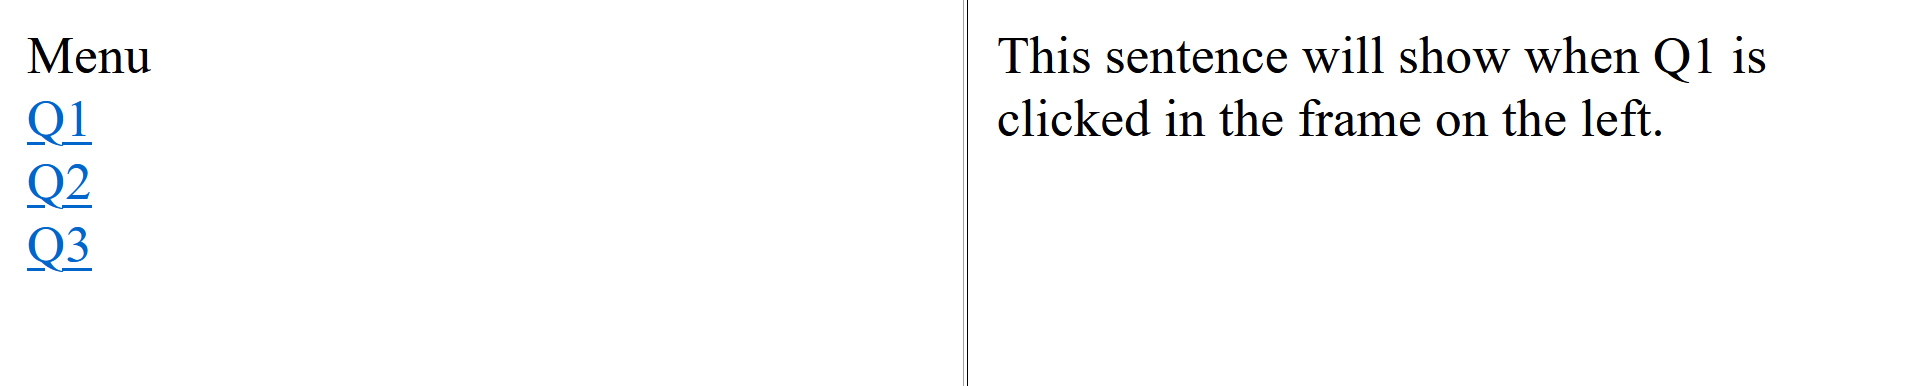 Menu
Q1
Q2
Q3
This sentence will show when Q1 is
clicked in the frame on the left.